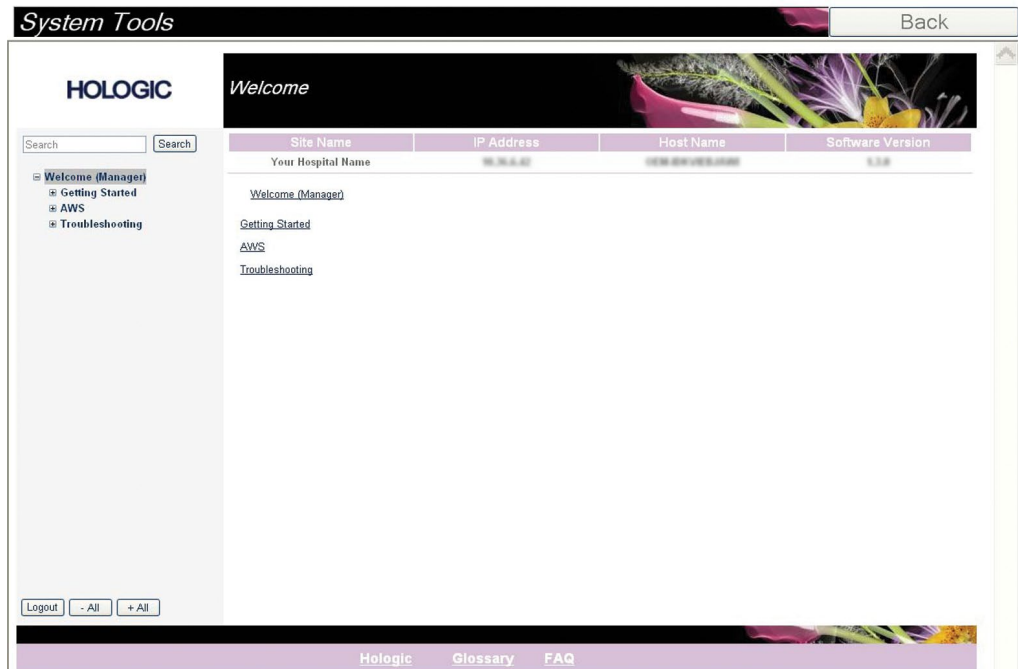 System Tools
Back
HOLOGIC
Welcome
Search Search
Site Name IP Address Host Name Software Version
Your Hospital Name
Welcome (Manager)
Getting Started
AWS
Troubleshooting
Welcome (Manager)
Getting Started
AWS
Troubleshooting
Logout - All + All
Hologic Glossary FAQ